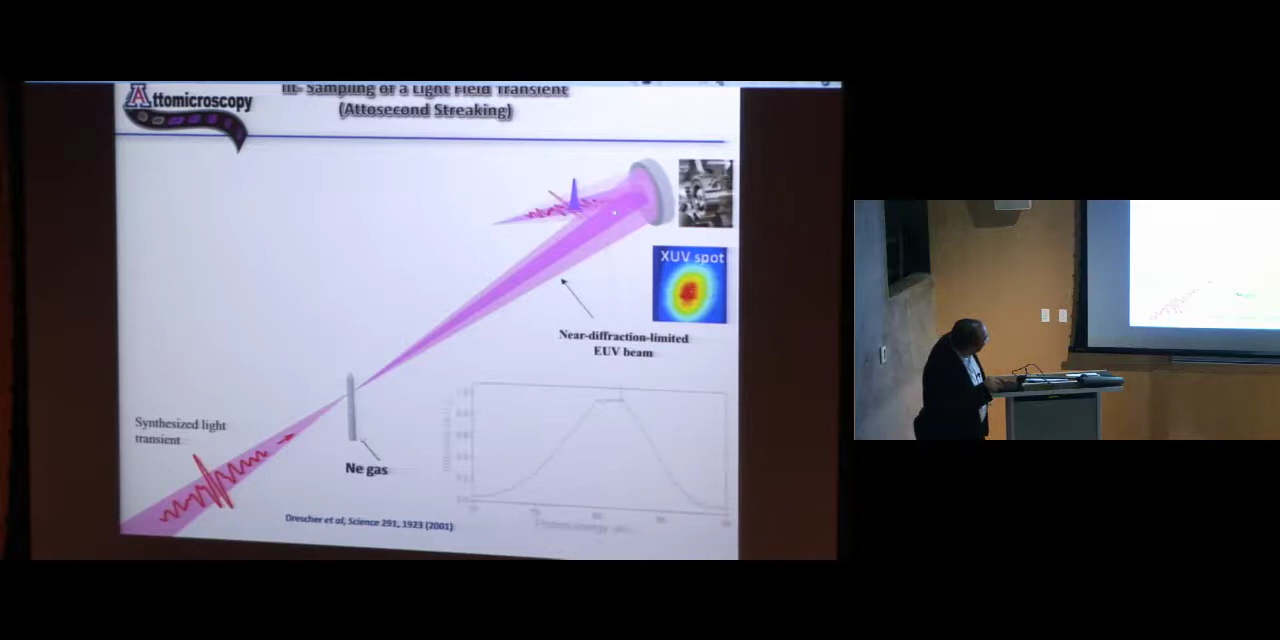 Attomicroscopy
III- Sampling of a Light Field Transient
(Attosecond Streaking)
XUV spot
Near-diffraction-limited
EUV beam
Synthesized light
transient
Ne gas
Drescher et al, Science 291, 1923 (2001)